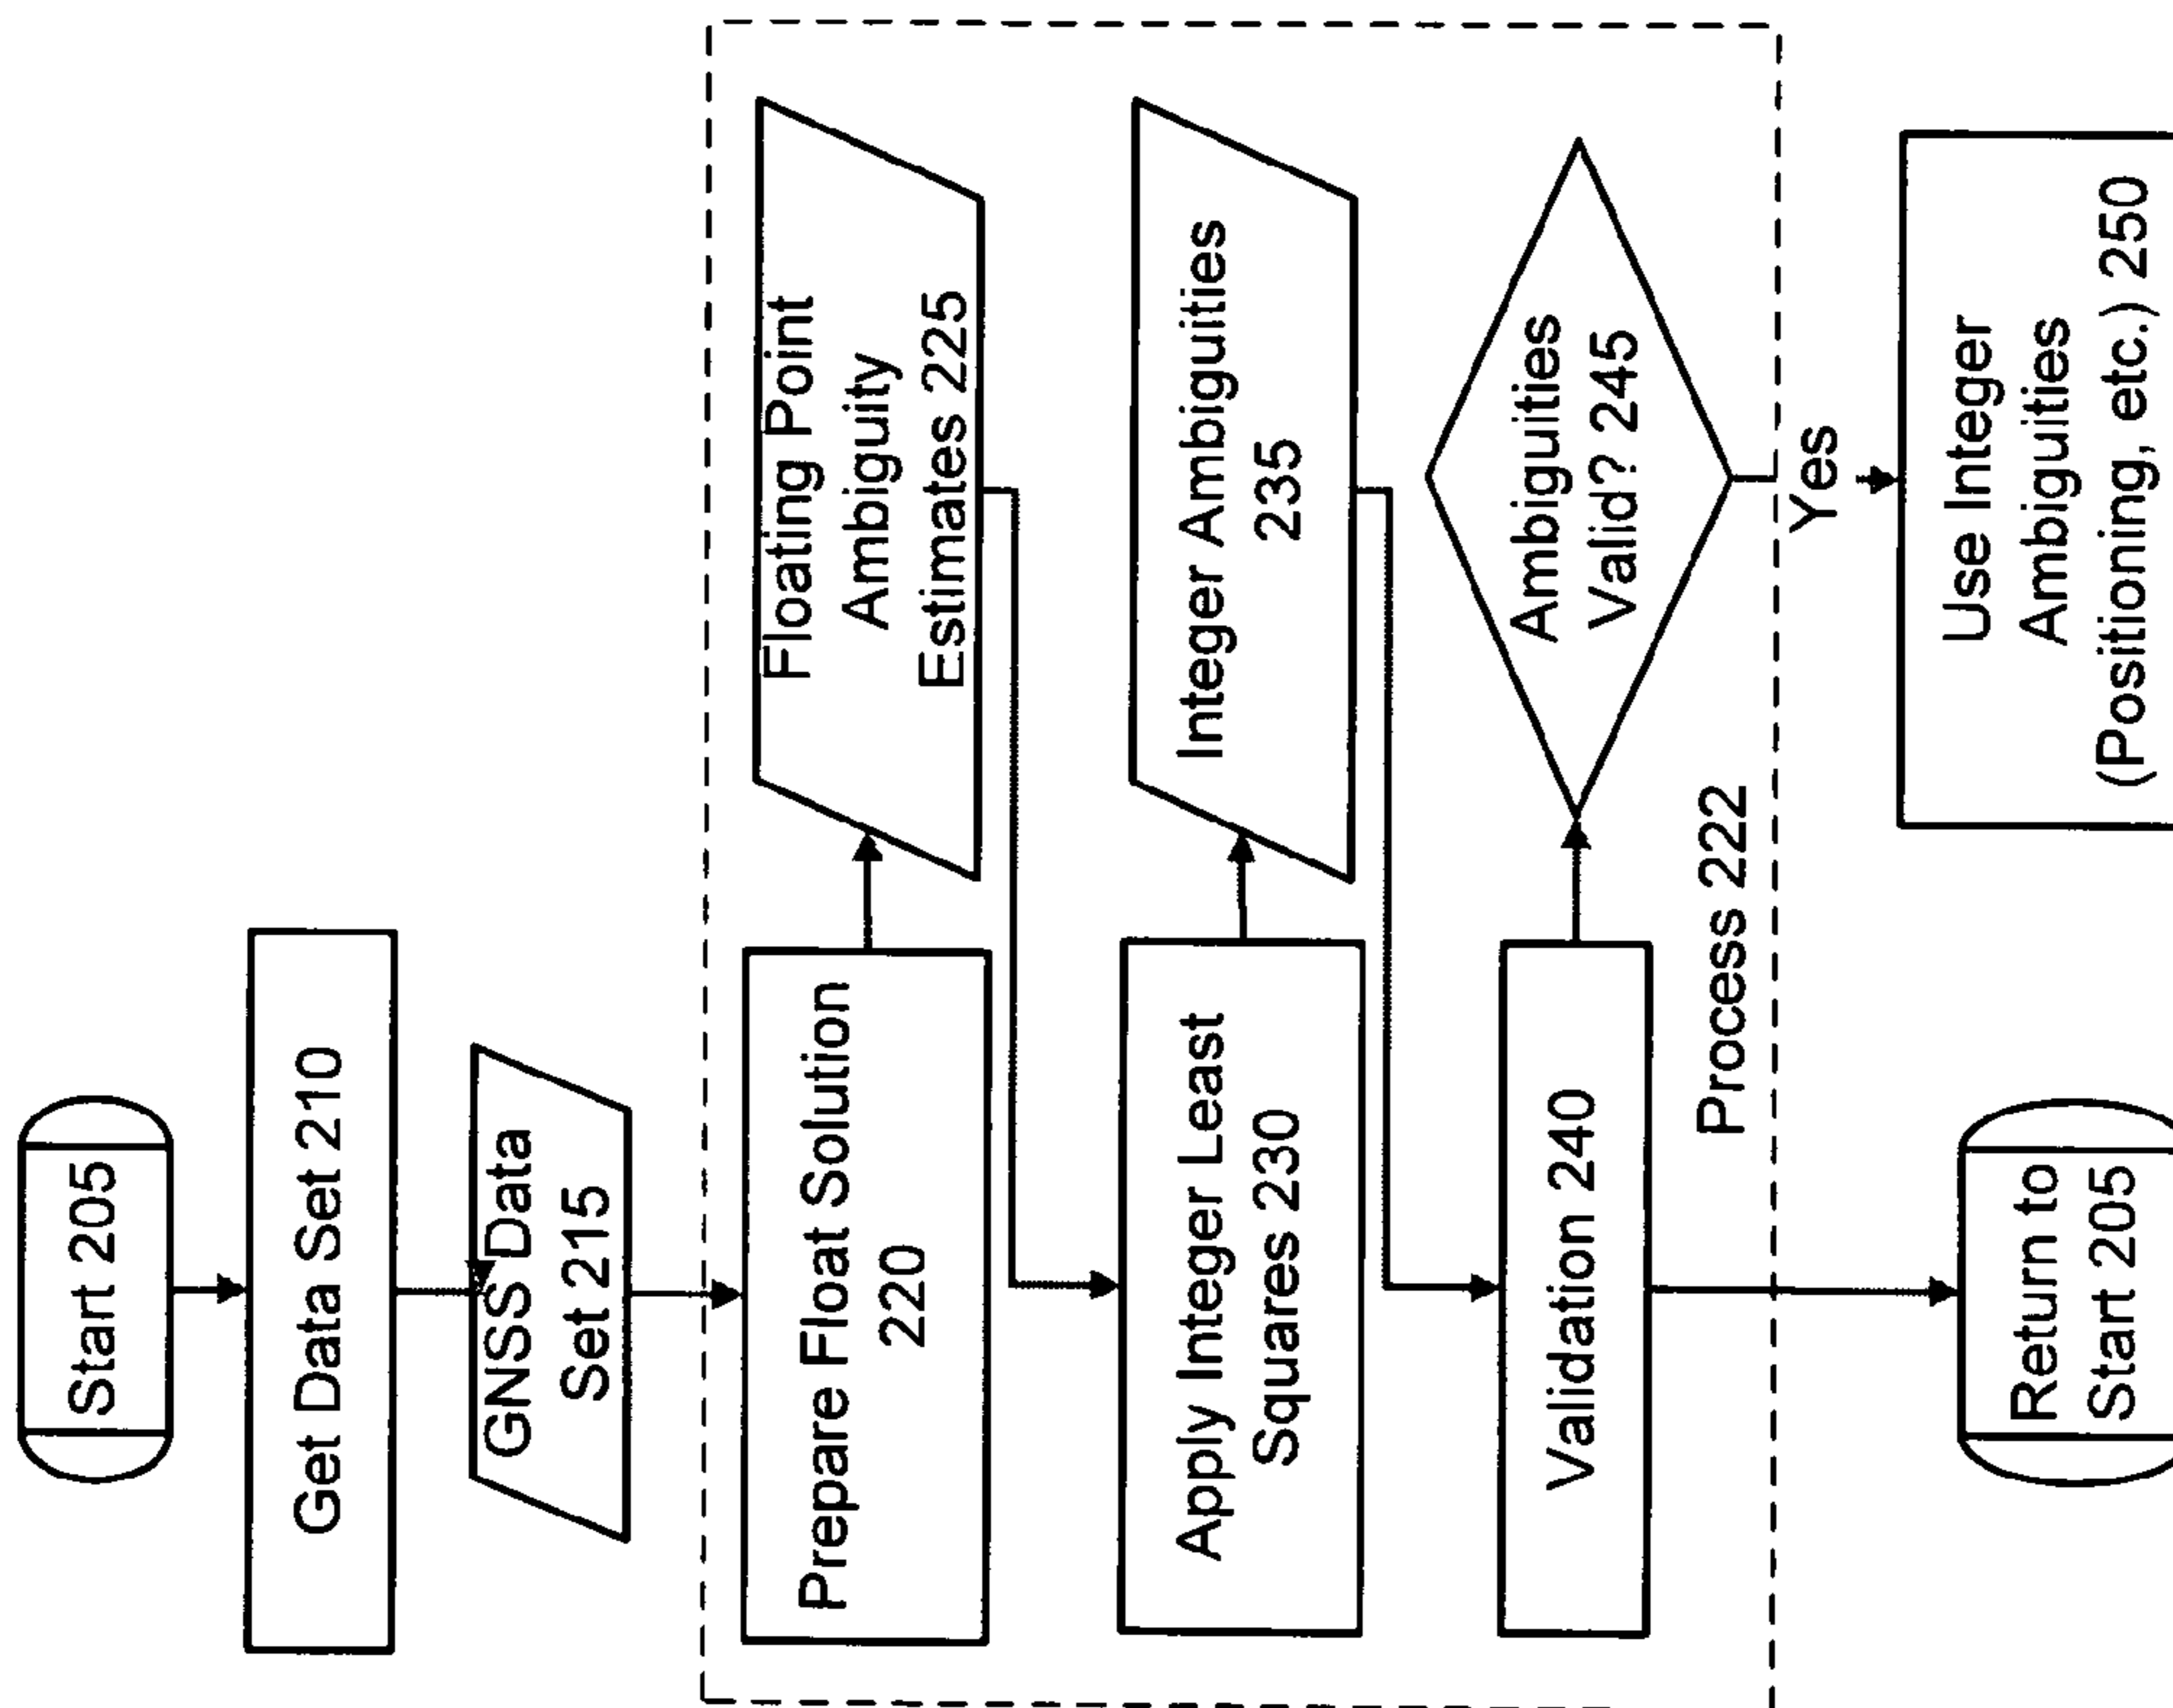 Start 205
Get Data Set 210
GNSS Data
Set 215
Prepare Float Solution
220
Floating Point
Ambiguity
Estimates 225
Apply Integer Least
Squares 230
Integer Ambiguities
235
Validation 240
Ambiguities
Valid? 245
Process 222
Yes
Return to
Start 205
Use Integer
Ambiguities
(Positioning, etc.) 250